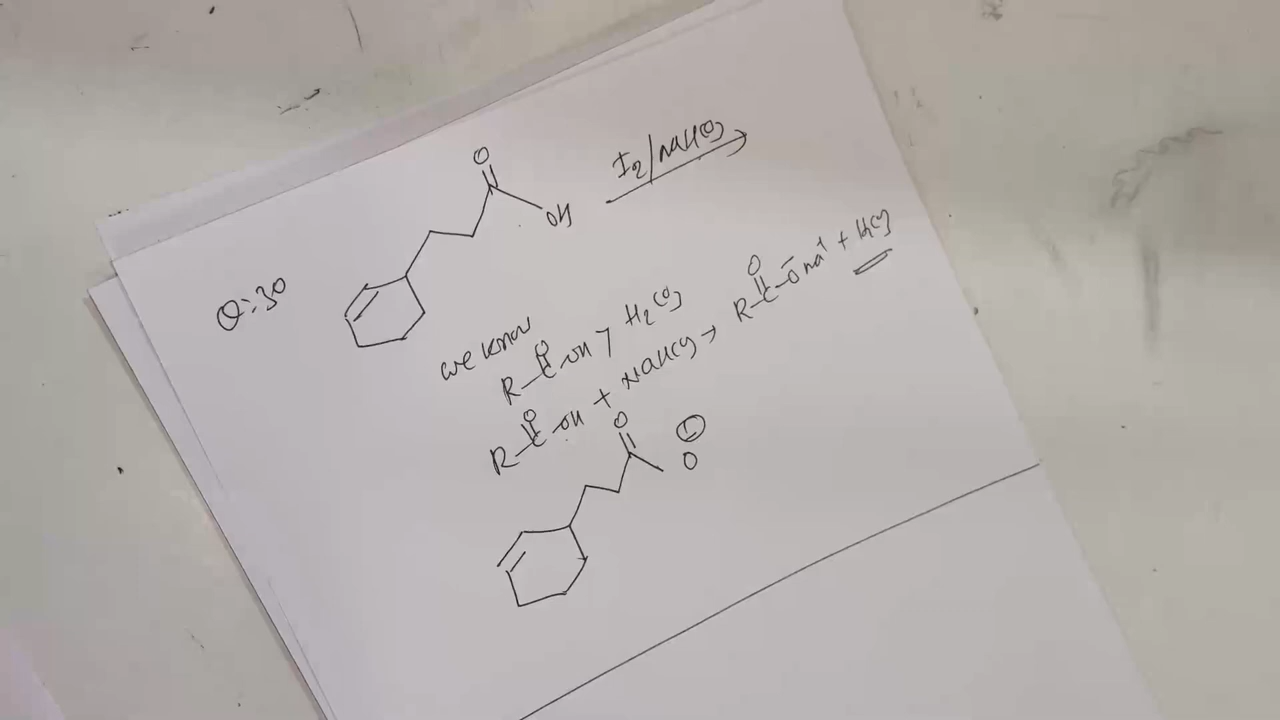 O
OH
I2/NaHCO3
Q:30
we know
R-C(=O)-OH > H2CO3
R-C(=O)-OH + NaHCO3 → R-C(=O)-O⁻Na⁺ + H2CO3
O
⊖
O